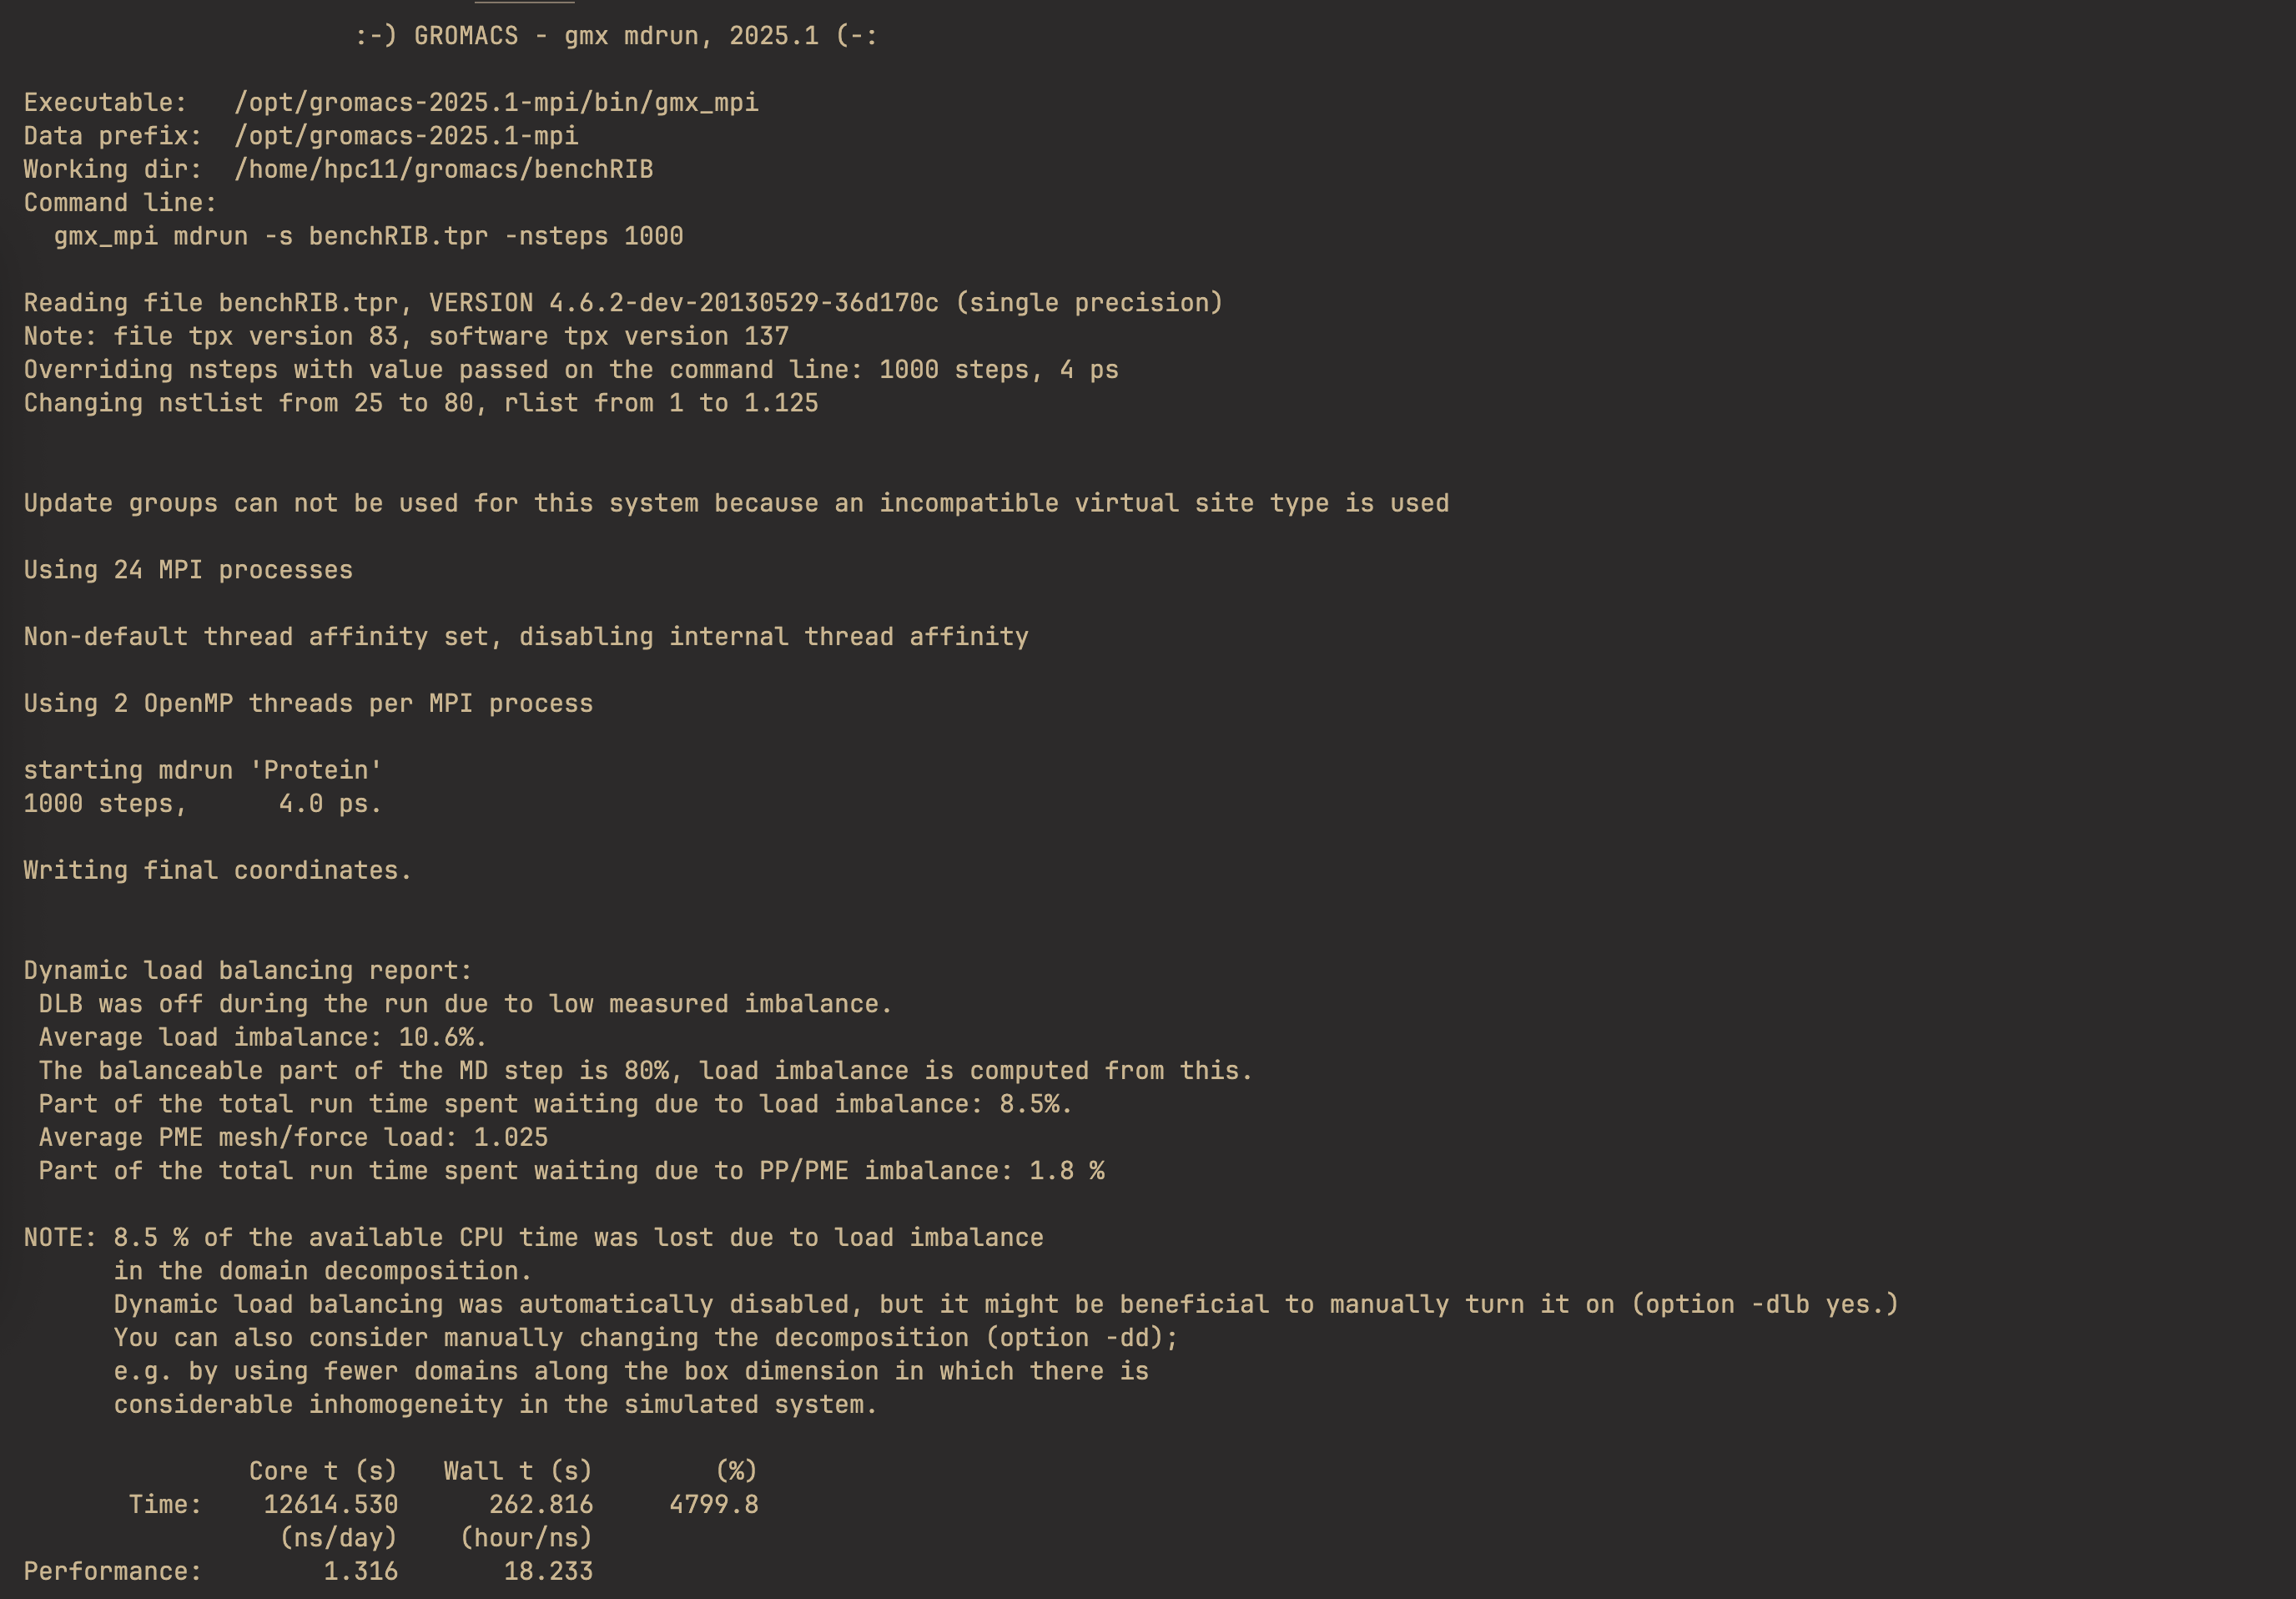 :-) GROMACS - gmx mdrun, 2025.1 (-:
Executable:   /opt/gromacs-2025.1-mpi/bin/gmx_mpi
Data prefix:  /opt/gromacs-2025.1-mpi
Working dir:  /home/hpc11/gromacs/benchRIB
Command line:
gmx_mpi mdrun -s benchRIB.tpr -nsteps 1000
Reading file benchRIB.tpr, VERSION 4.6.2-dev-20130529-36d170c (single precision)
Note: file tpx version 83, software tpx version 137
Overriding nsteps with value passed on the command line: 1000 steps, 4 ps
Changing nstlist from 25 to 80, rlist from 1 to 1.125
Update groups can not be used for this system because an incompatible virtual site type is used
Using 24 MPI processes
Non-default thread affinity set, disabling internal thread affinity
Using 2 OpenMP threads per MPI process
starting mdrun 'Protein'
1000 steps,      4.0 ps.
Writing final coordinates.
Dynamic load balancing report:
DLB was off during the run due to low measured imbalance.
Average load imbalance: 10.6%.
The balanceable part of the MD step is 80%, load imbalance is computed from this.
Part of the total run time spent waiting due to load imbalance: 8.5%.
Average PME mesh/force load: 1.025
Part of the total run time spent waiting due to PP/PME imbalance: 1.8 %
NOTE: 8.5 % of the available CPU time was lost due to load imbalance
in the domain decomposition.
Dynamic load balancing was automatically disabled, but it might be beneficial to manually turn it on (option -dlb yes.)
You can also consider manually changing the decomposition (option -dd);
e.g. by using fewer domains along the box dimension in which there is
considerable inhomogeneity in the simulated system.
Core t (s)   Wall t (s)        (%)
Time:    12614.530      262.816     4799.8
(ns/day)    (hour/ns)
Performance:        1.316       18.233